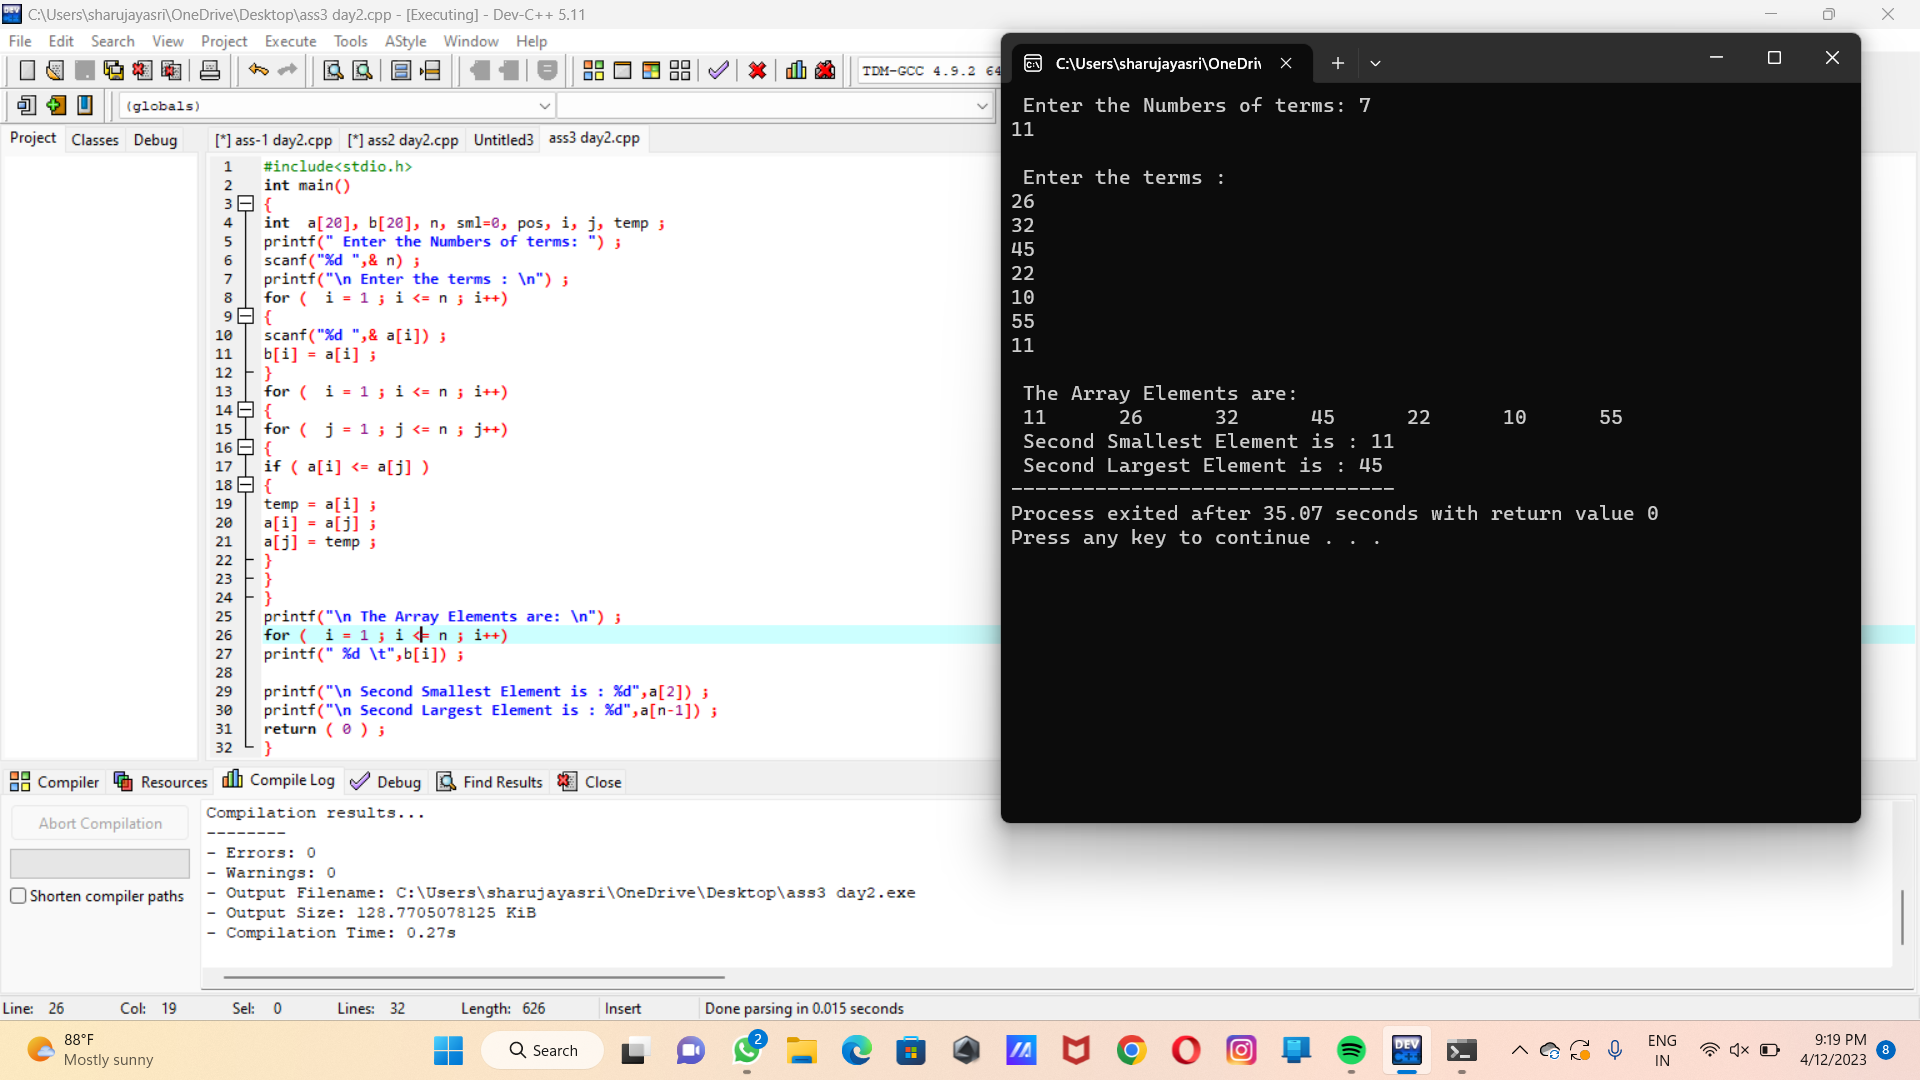 C:\Users\sharujayasri\OneDrive\Desktop\ass3 day2.cpp - [Executing] - Dev-C++ 5.11
File Edit Search View Project Execute Tools AStyle Window Help
TDM-GCC 4.9.2 64
(globals)
Project Classes Debug
[*] ass-1 day2.cpp [*] ass2 day2.cpp Untitled3 ass3 day2.cpp
1 #include<stdio.h>
2 int main()
3 {
4 int a[20], b[20], n, sml=0, pos, i, j, temp ;
5 printf(" Enter the Numbers of terms: ") ;
6 scanf("%d ",& n) ;
7 printf("\n Enter the terms : \n") ;
8 for ( i = 1 ; i <= n ; i++)
9 {
10 scanf("%d ",& a[i]) ;
11 b[i] = a[i] ;
12 }
13 for ( i = 1 ; i <= n ; i++)
14 {
15 for ( j = 1 ; j <= n ; j++)
16 {
17 if ( a[i] <= a[j] )
18 {
19 temp = a[i] ;
20 a[i] = a[j] ;
21 a[j] = temp ;
22 }
23 }
24 }
25 printf("\n The Array Elements are: \n") ;
26 for ( i = 1 ; i <= n ; i++)
27 printf(" %d \t",b[i]) ;
28
29 printf("\n Second Smallest Element is : %d",a[2]) ;
30 printf("\n Second Largest Element is : %d",a[n-1]) ;
31 return ( 0 ) ;
32 }
C:\Users\sharujayasri\OneDri
Enter the Numbers of terms: 7
11
Enter the terms :
26
32
45
22
10
55
11
The Array Elements are:
11 26 32 45 22 10 55
Second Smallest Element is : 11
Second Largest Element is : 45
--------------------------------
Process exited after 35.07 seconds with return value 0
Press any key to continue . . .
Compiler Resources Compile Log Debug Find Results Close
Abort Compilation
Shorten compiler paths
Compilation results...
--------
- Errors: 0
- Warnings: 0
- Output Filename: C:\Users\sharujayasri\OneDrive\Desktop\ass3 day2.exe
- Output Size: 128.7705078125 KiB
- Compilation Time: 0.27s
Line: 26 Col: 19 Sel: 0 Lines: 32 Length: 626 Insert Done parsing in 0.015 seconds
88°F
Mostly sunny
Search
2
DEV
ENG
IN
9:19 PM
4/12/2023
8